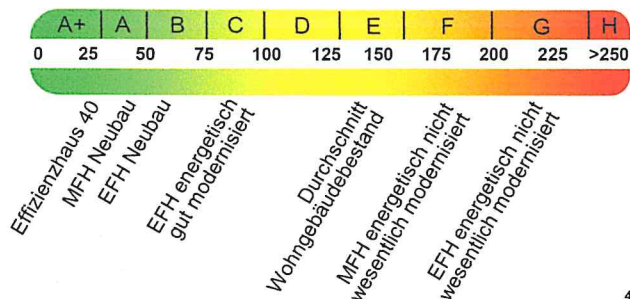 A+ A B C D E F G H
0 25 50 75 100 125 150 175 200 225 >250
Effizienzhaus 40
MFH Neubau
EFH Neubau
EFH energetisch
gut modernisiert
Durchschnitt
Wohngebäudebestand
MFH energetisch nicht
wesentlich modernisiert
EFH energetisch nicht
wesentlich modernisiert